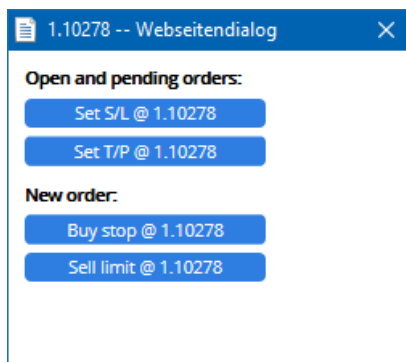 1.10278 -- Webseitendialog
Open and pending orders:
Set S/L @ 1.10278
Set T/P @ 1.10278
New order:
Buy stop @ 1.10278
Sell limit @ 1.10278